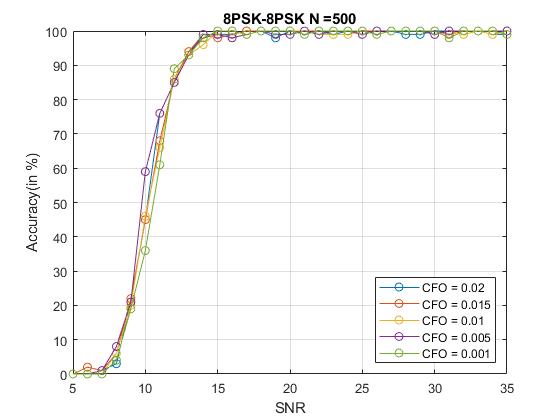 8PSK-8PSK N =500
100
90
80
70
60
50
40
30
20
10
0
Accuracy(in %)
CFO = 0.02
CFO = 0.015
CFO = 0.01
CFO = 0.005
CFO = 0.001
5 10 15 20 25 30 35
SNR